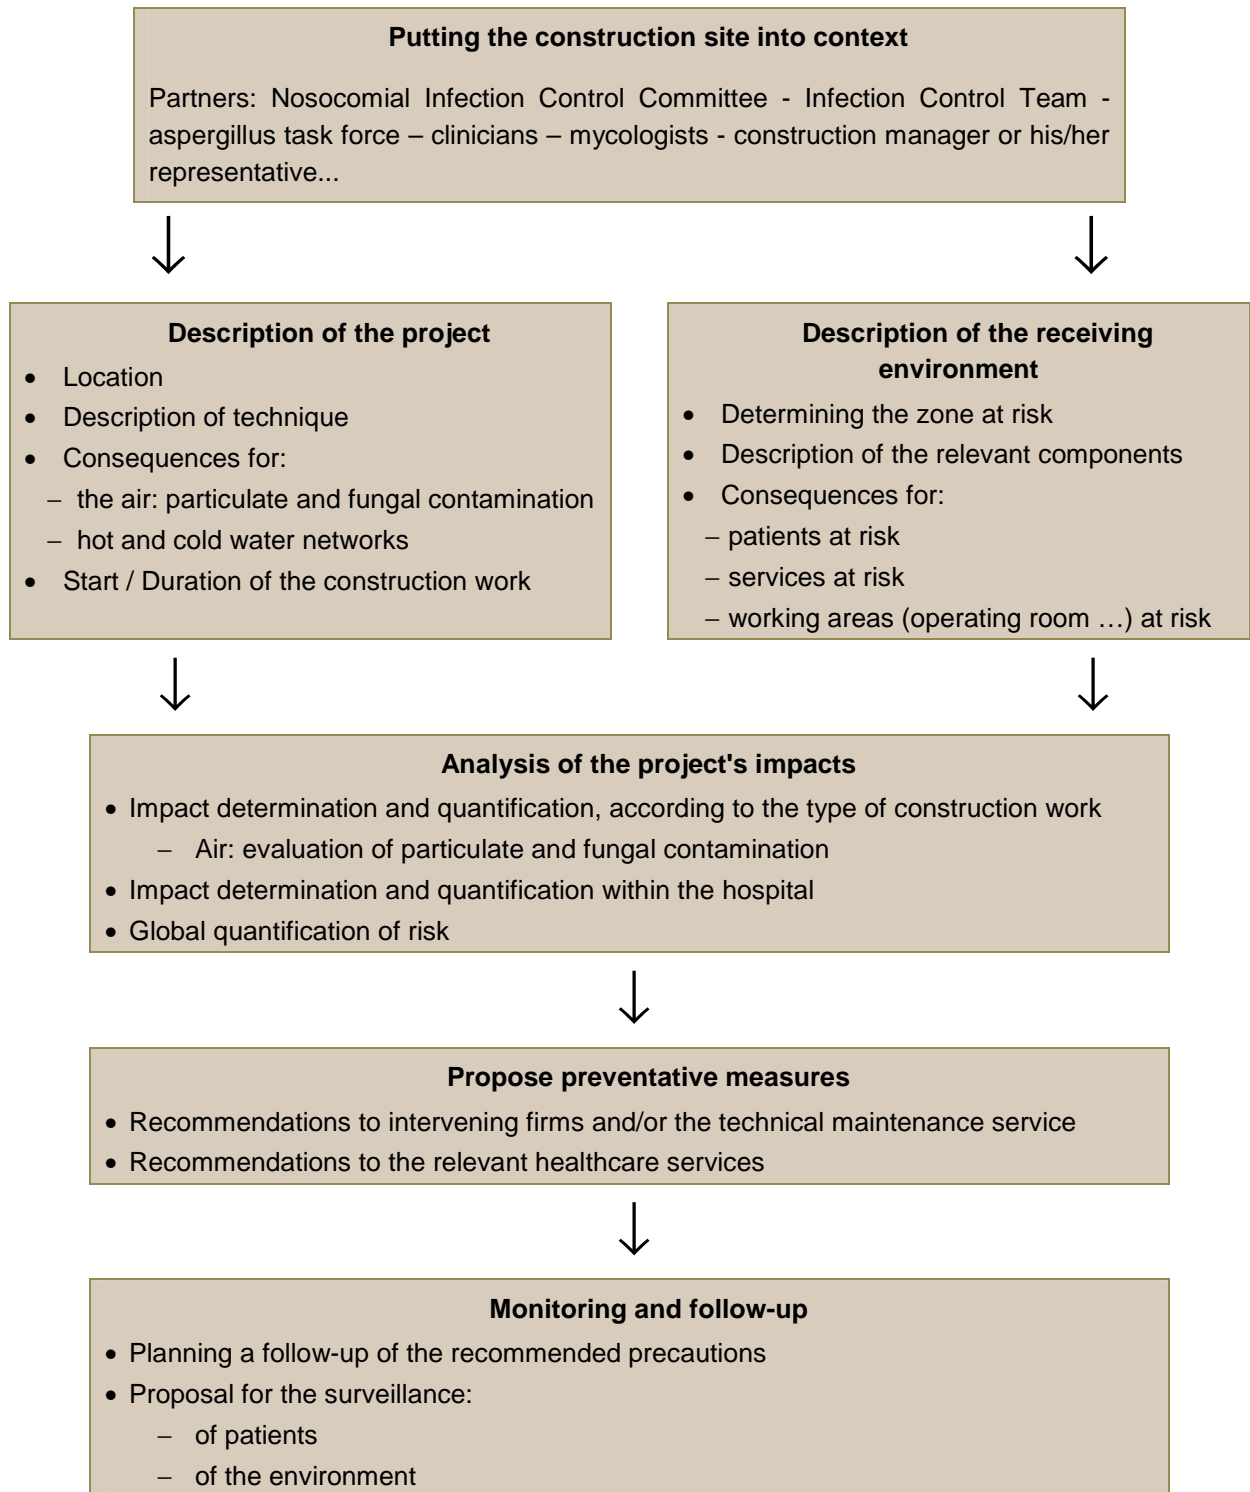 Putting the construction site into context
Partners: Nosocomial Infection Control Committee - Infection Control Team -
aspergillus task force – clinicians – mycologists - construction manager or his/her
representative...
Description of the project
• Location
• Description of technique
• Consequences for:
− the air: particulate and fungal contamination
− hot and cold water networks
• Start / Duration of the construction work
Description of the receiving
environment
• Determining the zone at risk
• Description of the relevant components
• Consequences for:
− patients at risk
− services at risk
− working areas (operating room …) at risk
Analysis of the project's impacts
• Impact determination and quantification, according to the type of construction work
− Air: evaluation of particulate and fungal contamination
• Impact determination and quantification within the hospital
• Global quantification of risk
Propose preventative measures
• Recommendations to intervening firms and/or the technical maintenance service
• Recommendations to the relevant healthcare services
Monitoring and follow-up
• Planning a follow-up of the recommended precautions
• Proposal for the surveillance:
− of patients
− of the environment